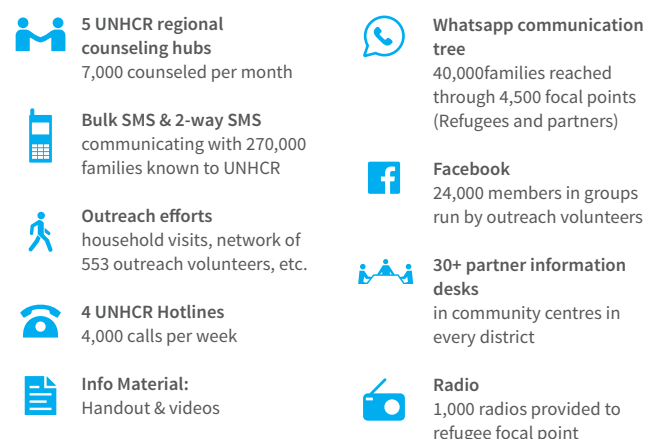 5 UNHCR regional
counseling hubs
7,000 counseled per month
Bulk SMS & 2-way SMS
communicating with 270,000
families known to UNHCR
Outreach efforts
household visits, network of
553 outreach volunteers, etc.
4 UNHCR Hotlines
4,000 calls per week
Info Material:
Handout & videos
Whatsapp communication
tree
40,000families reached
through 4,500 focal points
(Refugees and partners)
Facebook
24,000 members in groups
run by outreach volunteers
30+ partner information
desks
in community centres in
every district
Radio
1,000 radios provided to
refugee focal point